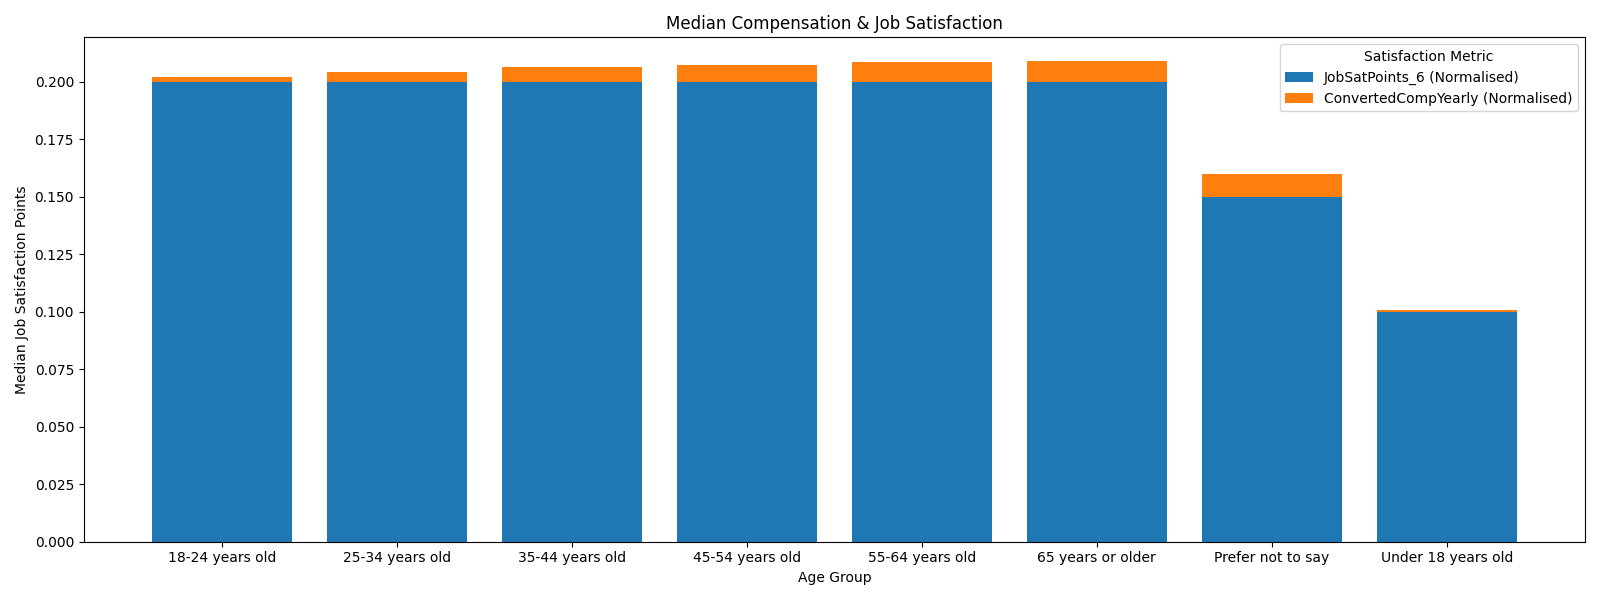 Median Compensation & Job Satisfaction
Satisfaction Metric
JobSatPoints_6 (Normalised)
ConvertedCompYearly (Normalised)
Median Job Satisfaction Points
0.200
0.175
0.150
0.125
0.100
0.075
0.050
0.025
0.000
18-24 years old
25-34 years old
35-44 years old
45-54 years old
55-64 years old
65 years or older
Prefer not to say
Under 18 years old
Age Group